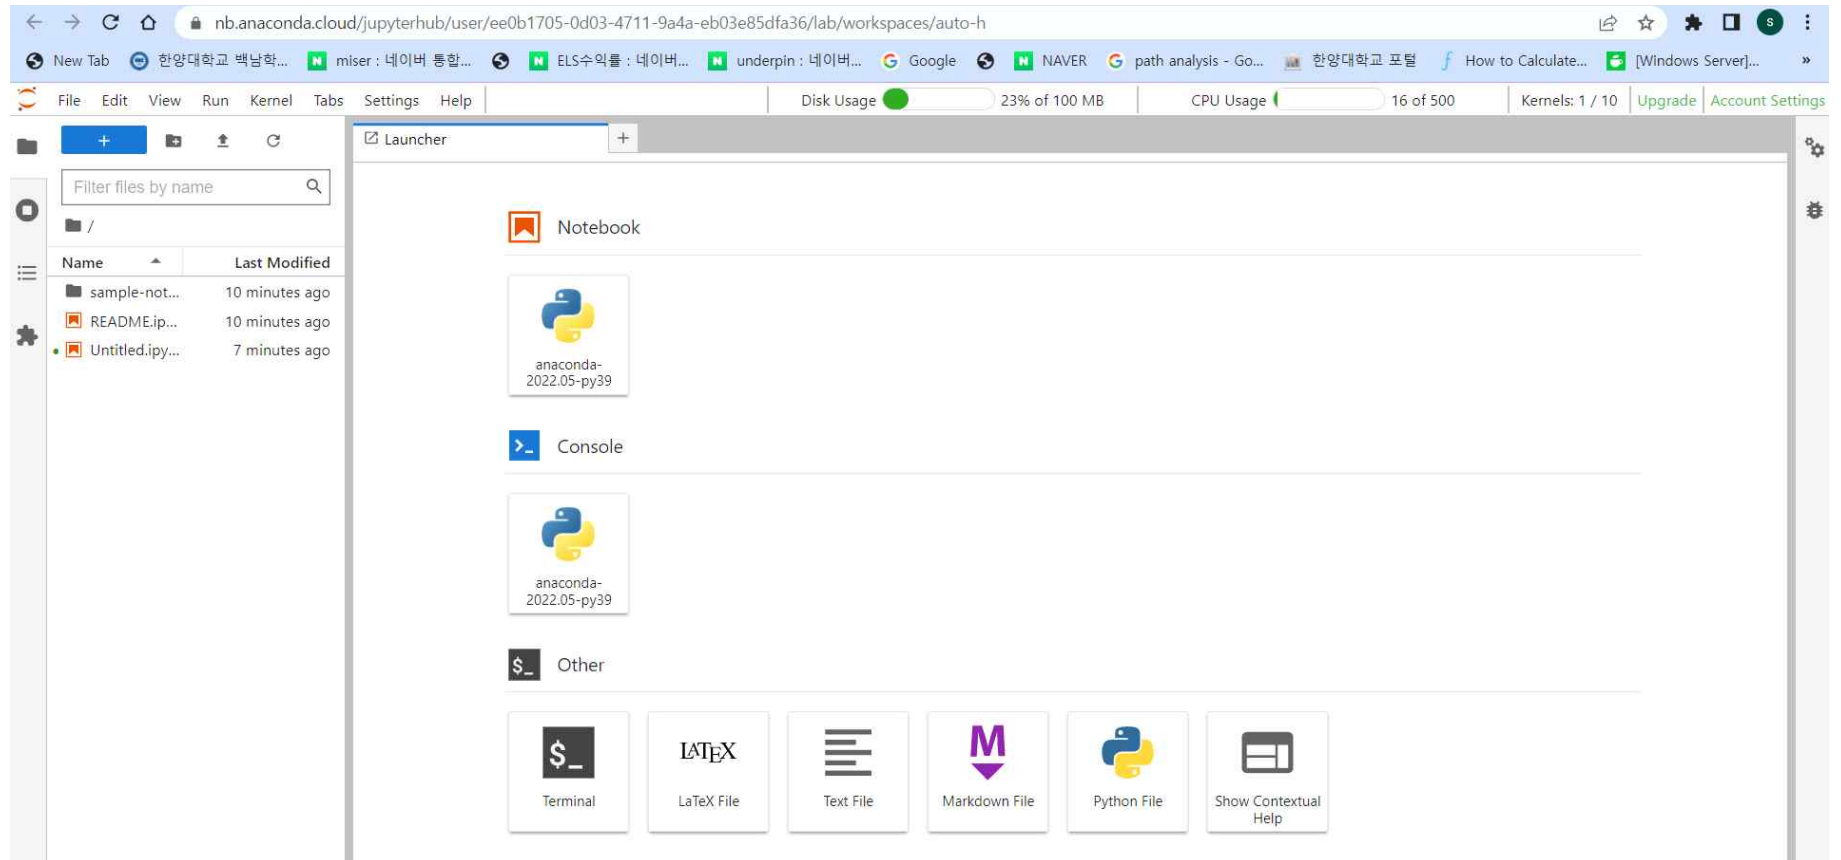 nb.anaconda.cloud/jupyterhub/user/ee0b1705-0d03-4711-9a4a-eb03e85dfa36/lab/workspaces/auto-h
S
New Tab 한양대학교 백남학... miser : 네이버 통합... ELS수익률 : 네이버... underpin : 네이버... Google NAVER path analysis - Go... 한양대학교 포털 How to Calculate... [Windows Server]... »
File Edit View Run Kernel Tabs Settings Help Disk Usage 23% of 100 MB CPU Usage 16 of 500 Kernels: 1 / 10 Upgrade Account Settings
+ Launcher +
Filter files by name
/
Name Last Modified
sample-not... 10 minutes ago
README.ip... 10 minutes ago
Untitled.ipy... 7 minutes ago
Notebook
anaconda-
2022.05-py39
Console
anaconda-
2022.05-py39
$_ Other
$_ LATEX M
Terminal LaTeX File Text File Markdown File Python File Show Contextual
Help